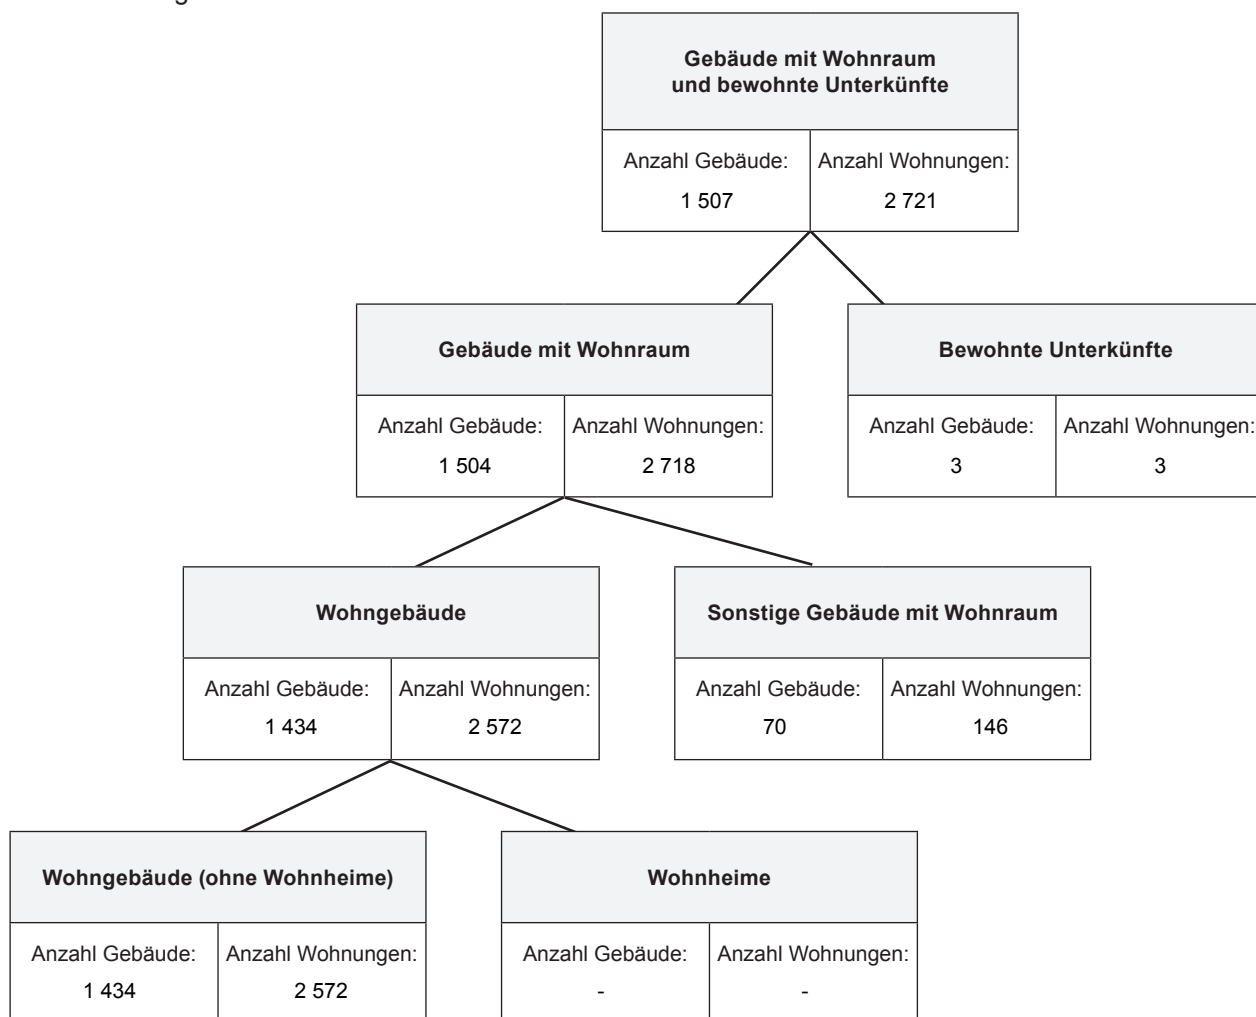 Gebäude mit Wohnraum
und bewohnte Unterkünfte
Anzahl Gebäude: Anzahl Wohnungen:
1 507 2 721
Gebäude mit Wohnraum Bewohnte Unterkünfte
Anzahl Gebäude: Anzahl Wohnungen: Anzahl Gebäude: Anzahl Wohnungen:
1 504 2 718 3 3
Wohngebäude Sonstige Gebäude mit Wohnraum
Anzahl Gebäude: Anzahl Wohnungen: Anzahl Gebäude: Anzahl Wohnungen:
1 434 2 572 70 146
Wohngebäude (ohne Wohnheime) Wohnheime
Anzahl Gebäude: Anzahl Wohnungen: Anzahl Gebäude: Anzahl Wohnungen:
1 434 2 572 - -